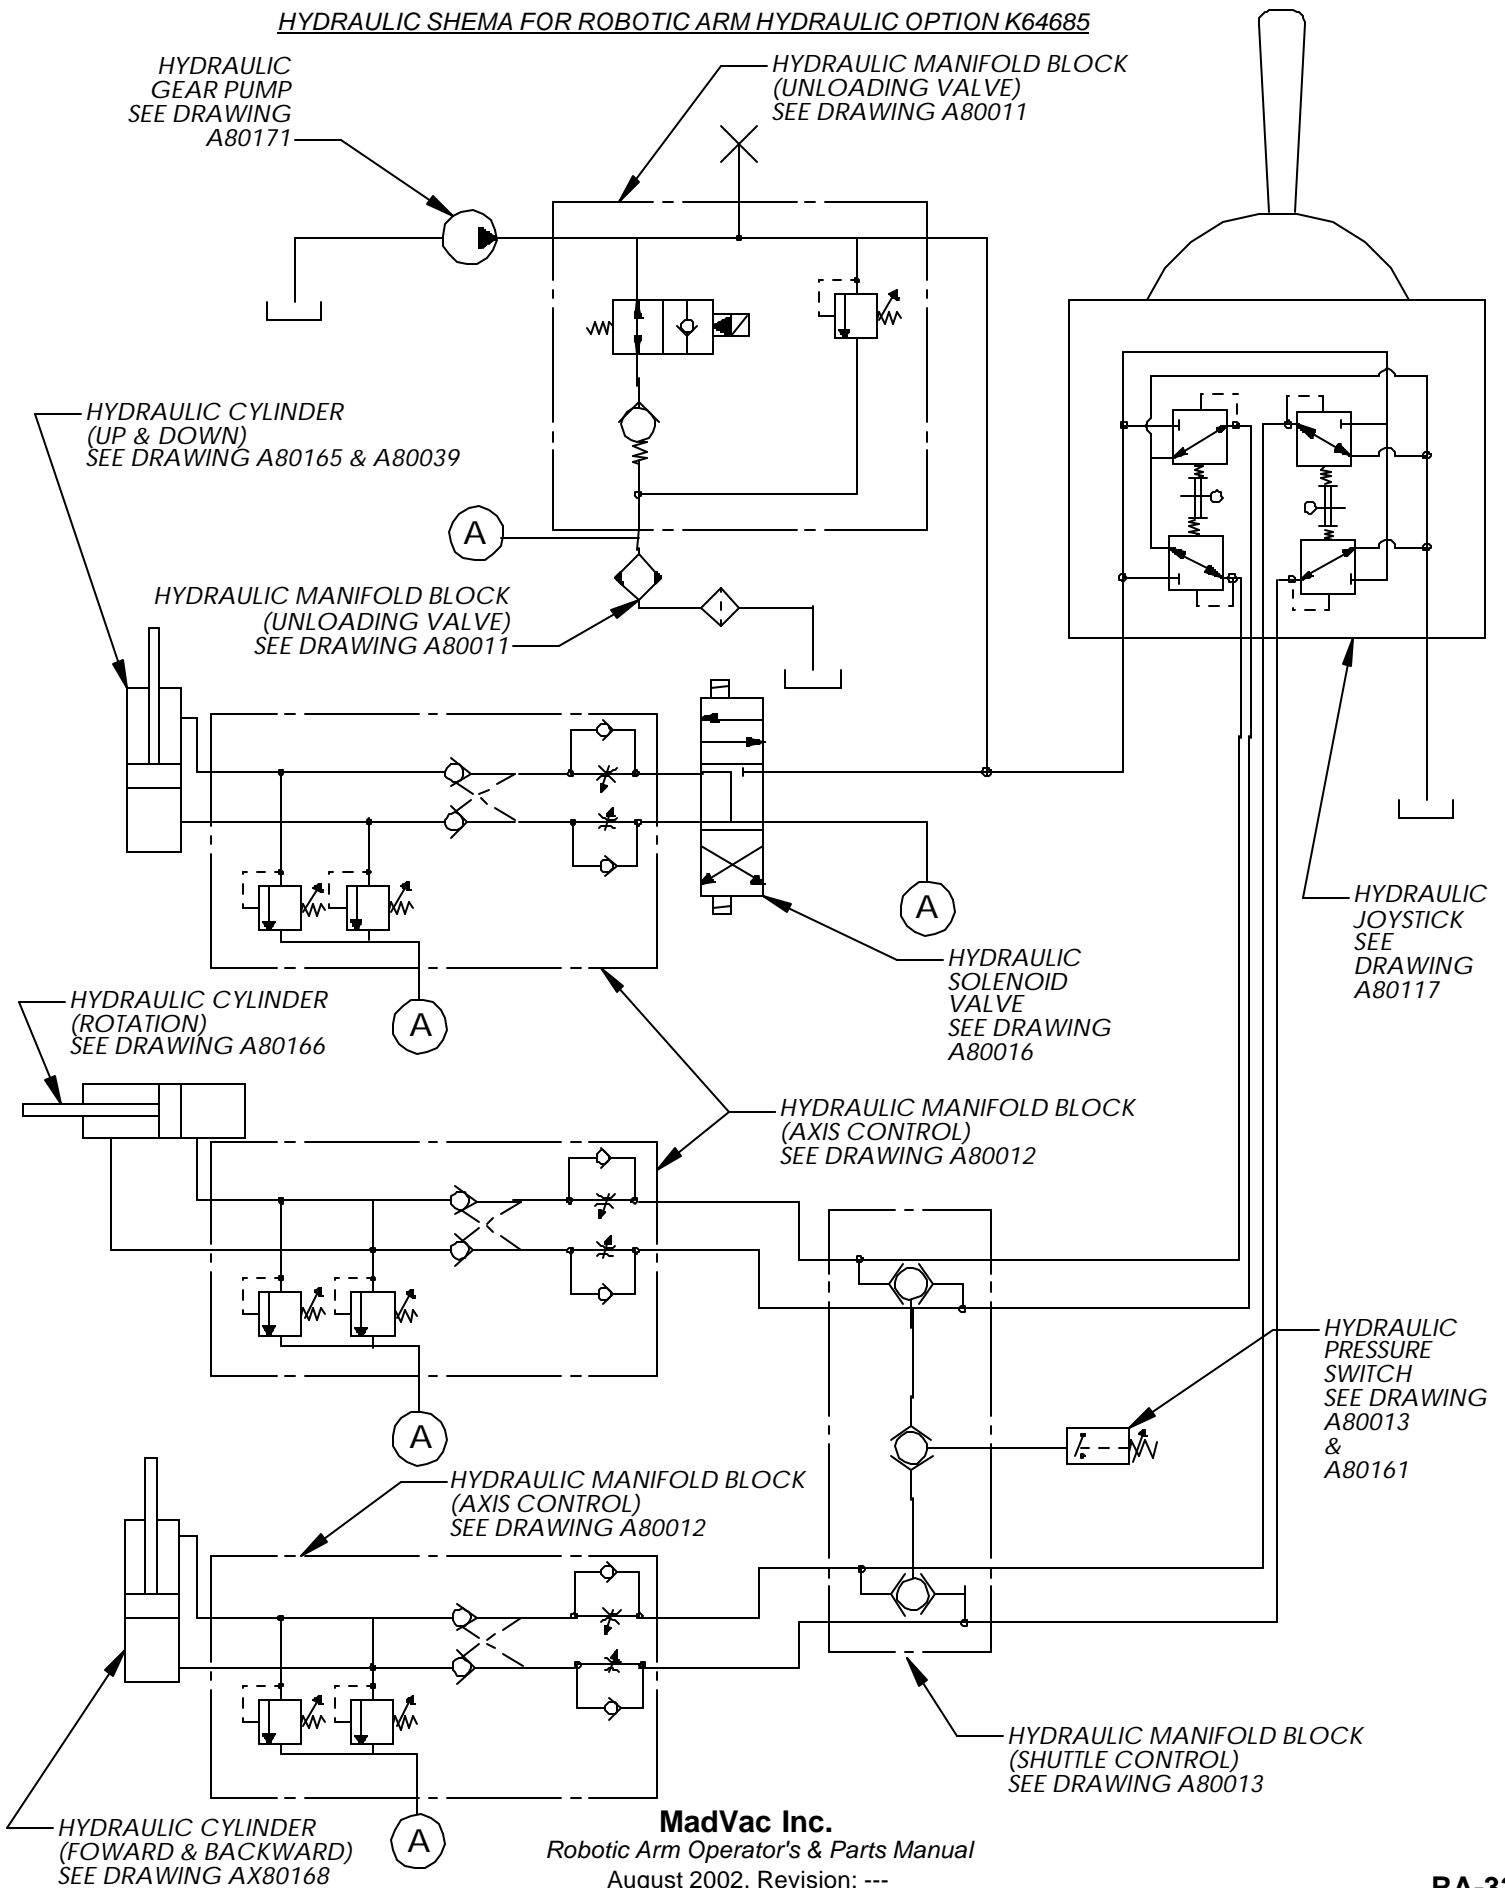 HYDRAULIC SHEMA FOR ROBOTIC ARM HYDRAULIC OPTION K64685
HYDRAULIC
GEAR PUMP
SEE DRAWING
A80171
HYDRAULIC MANIFOLD BLOCK
(UNLOADING VALVE)
SEE DRAWING A80011
HYDRAULIC CYLINDER
(UP & DOWN)
SEE DRAWING A80165 & A80039
A
HYDRAULIC MANIFOLD BLOCK
(UNLOADING VALVE)
SEE DRAWING A80011
A
HYDRAULIC
JOYSTICK
SEE
DRAWING
A80117
HYDRAULIC
SOLENOID
VALVE
SEE DRAWING
A80016
HYDRAULIC CYLINDER
(ROTATION)
SEE DRAWING A80166
A
HYDRAULIC MANIFOLD BLOCK
(AXIS CONTROL)
SEE DRAWING A80012
HYDRAULIC
PRESSURE
SWITCH
SEE DRAWING
A80013
&
A80161
A
HYDRAULIC MANIFOLD BLOCK
(AXIS CONTROL)
SEE DRAWING A80012
HYDRAULIC MANIFOLD BLOCK
(SHUTTLE CONTROL)
SEE DRAWING A80013
A
HYDRAULIC CYLINDER
(FOWARD & BACKWARD)
SEE DRAWING AX80168
MadVac Inc.
Robotic Arm Operator's & Parts Manual
August 2002, Revision: ---